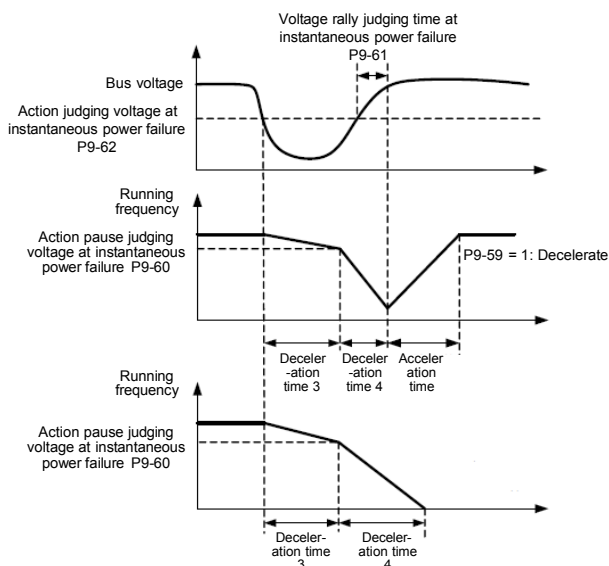 Voltage rally judging time at
instantaneous power failure
P9-61
Bus voltage
Action judging voltage at
instantaneous power failure
P9-62
Running
frequency
Action pause judging
voltage at instantaneous
power failure P9-60
P9-59 = 1: Decelerate
Deceler
-ation
time 3
Deceler
-ation
time 4
Acceler
ation
time
Running
frequency
Action pause judging
voltage at instantaneous
power failure P9-60
Deceler-
ation time
3
Deceler-
ation time
4